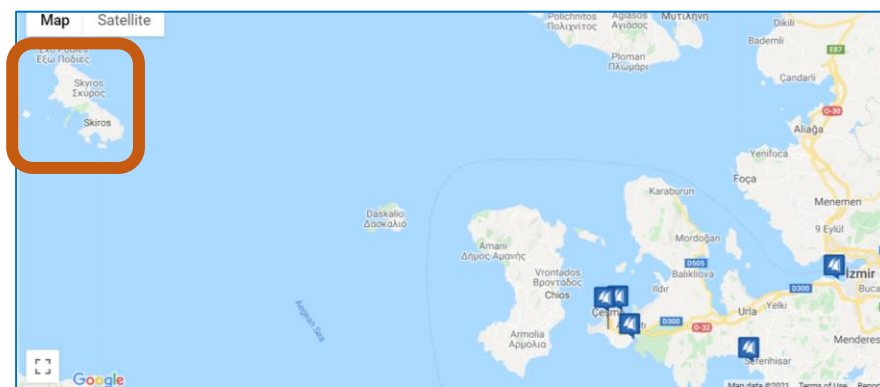 Map Satellite
Εξω Ποδιές
Skyros
Σκύρος
Skiros
Polichnitos
Πολιχνίτος
Agiasos
Αγιάσος
Μυτιλήνη
Plomari
Πλωμάρι
Dikili
Bademli
E87
Çandarli
O-30
Aliağa
Yenifoca
Foça
Menemen
9 Eylül
Karaburun
Mordoğan
D505
Balıklıova
Ildır
D300
İzmir
Buca
Daskalio
Δασκαλιό
Amani
Δήμος Αμανής
Vrontados
Βροντάδος
Chios
Armolia
Αρμόλια
Aegean Sea
D300
O-32
Urla
Yelki
Menderes
Seferihisar
Google
Map data ©2021 Terms of Use